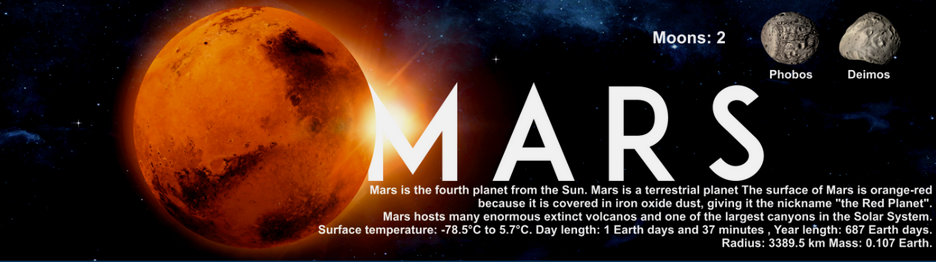 Moons: 2
Phobos
Deimos
MARS
Mars is the fourth planet from the Sun. Mars is a terrestrial planet The surface of Mars is orange-red
because it is covered in iron oxide dust, giving it the nickname "the Red Planet".
Mars hosts many enormous extinct volcanos and one of the largest canyons in the Solar System.
Surface temperature: -78.5°C to 5.7°C. Day length: 1 Earth days and 37 minutes , Year length: 687 Earth days.
Radius: 3389.5 km Mass: 0.107 Earth.